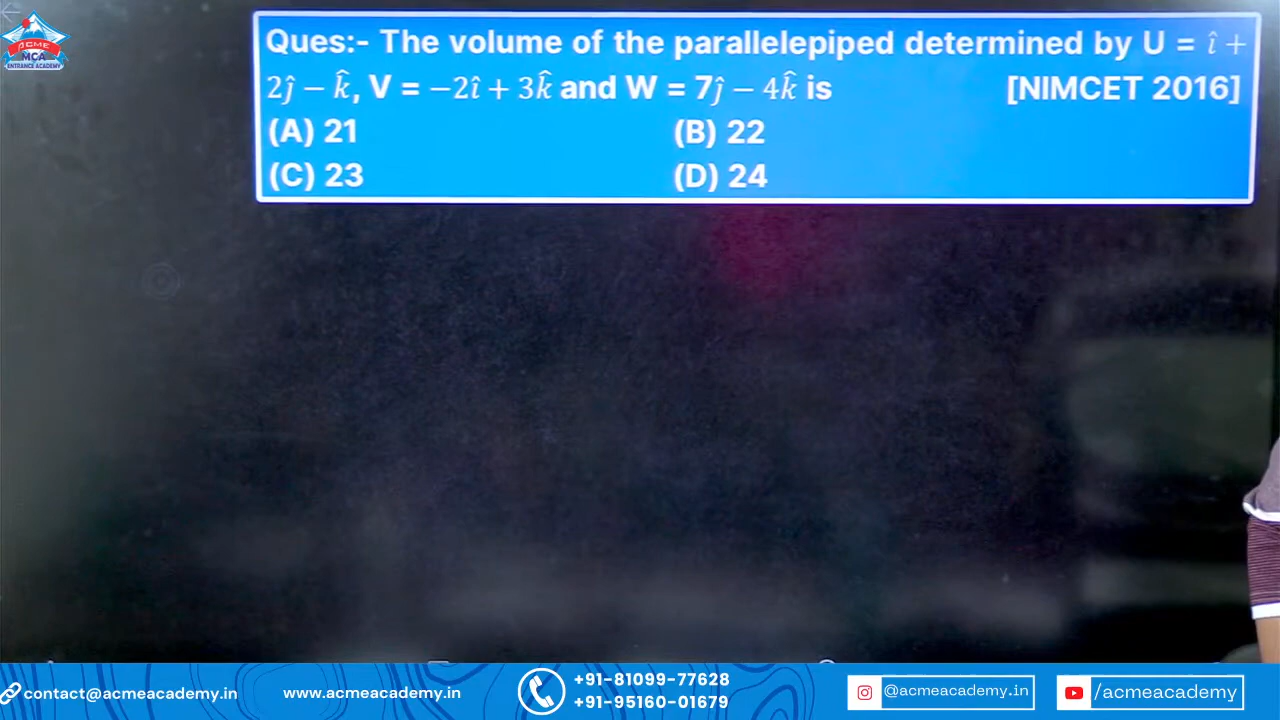 ACME
MCA
ENTRANCE ACADEMY
Ques:- The volume of the parallelepiped determined by U = î +
2ĵ − k̂, V = −2î + 3k̂ and W = 7ĵ − 4k̂ is [NIMCET 2016]
(A) 21 (B) 22
(C) 23 (D) 24
contact@acmeacademy.in
www.acmeacademy.in
+91-81099-77628
+91-95160-01679
@acmeacademy.in
/acmeacademy